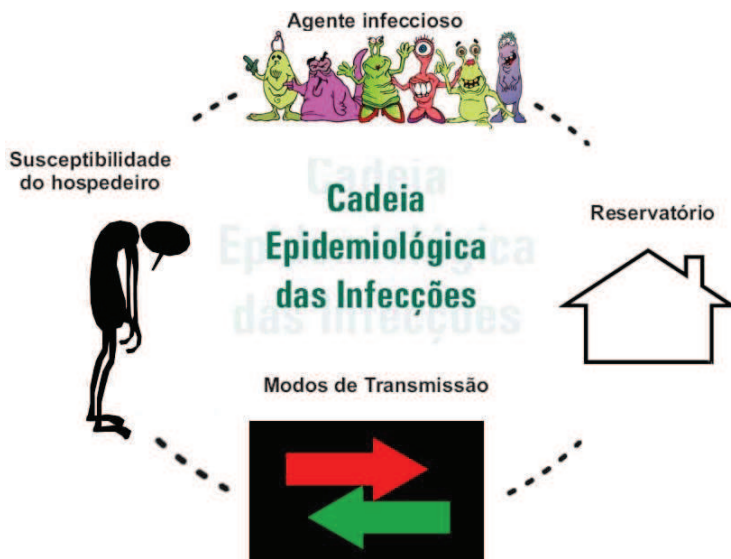 Agente infeccioso
Susceptibilidade
do hospedeiro
Cadeia
Epidemiológica
das Infecções
Reservatório
Modos de Transmissão